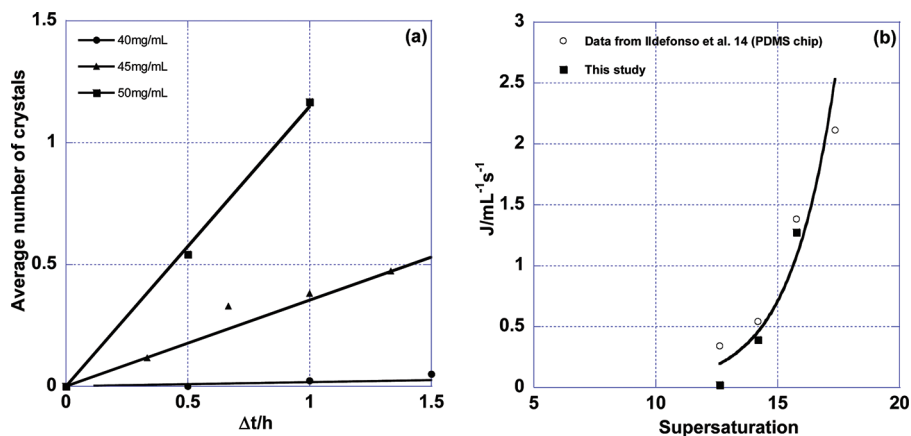 (a)
40mg/mL
45mg/mL
50mg/mL
Average number of crystals
1.5
1
0.5
0
0 0.5 1 1.5
Δt/h
(b)
Data from Ildefonso et al. 14 (PDMS chip)
This study
J/mL⁻¹s⁻¹
3
2.5
2
1.5
1
0.5
0
5 10 15 20
Supersaturation